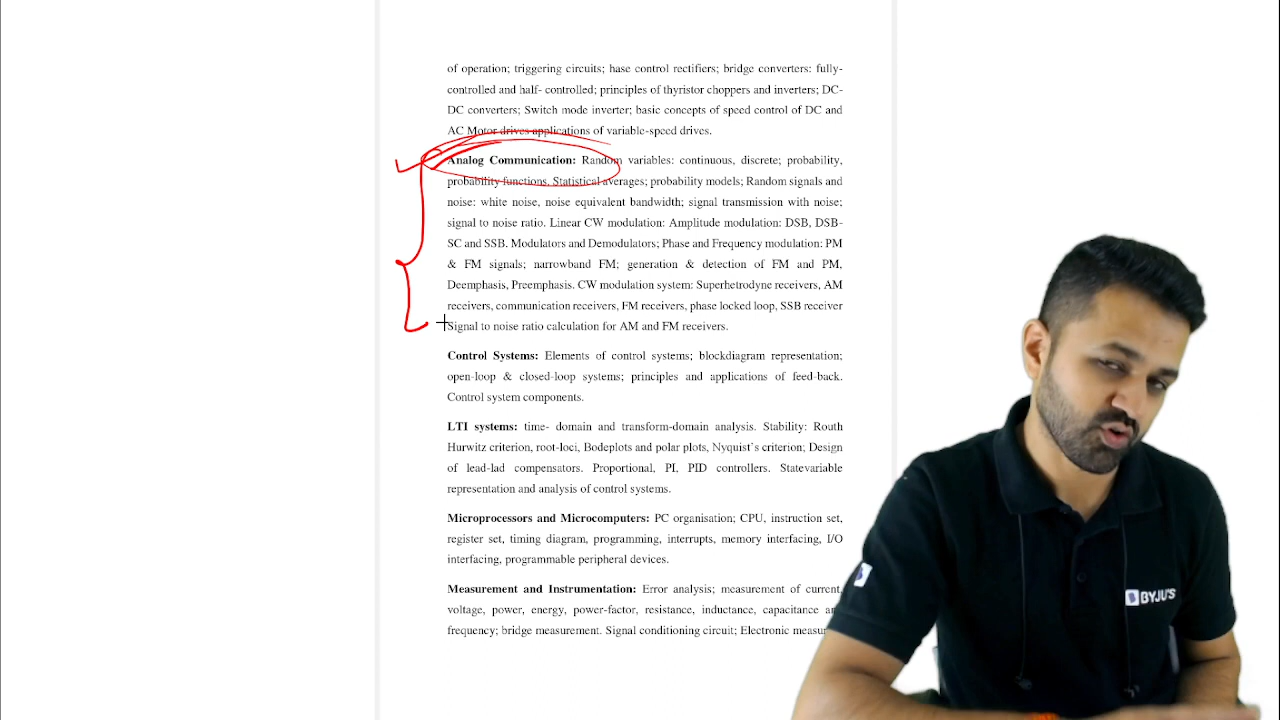 of operation; triggering circuits; hase control rectifiers; bridge converters: fully-
controlled and half- controlled; principles of thyristor choppers and inverters; DC-
DC converters; Switch mode inverter; basic concepts of speed control of DC and
AC Motor drives applications of variable-speed drives.
Analog Communication: Random variables: continuous, discrete; probability,
probability functions. Statistical averages; probability models; Random signals and
noise: white noise, noise equivalent bandwidth; signal transmission with noise;
signal to noise ratio. Linear CW modulation: Amplitude modulation: DSB, DSB-
SC and SSB. Modulators and Demodulators; Phase and Frequency modulation: PM
& FM signals; narrowband FM; generation & detection of FM and PM,
Deemphasis, Preemphasis. CW modulation system: Superhetrodyne receivers, AM
receivers, communication receivers, FM receivers, phase locked loop, SSB receiver
Signal to noise ratio calculation for AM and FM receivers.
Control Systems: Elements of control systems; blockdiagram representation;
open-loop & closed-loop systems; principles and applications of feed-back.
Control system components.
LTI systems: time- domain and transform-domain analysis. Stability: Routh
Hurwitz criterion, root-loci, Bodeplots and polar plots, Nyquist's criterion; Design
of lead-lad compensators. Proportional, PI, PID controllers. Statevariable
representation and analysis of control systems.
Microprocessors and Microcomputers: PC organisation; CPU, instruction set,
register set, timing diagram, programming, interrupts, memory interfacing, I/O
interfacing, programmable peripheral devices.
Measurement and Instrumentation: Error analysis; measurement of current,
voltage, power, energy, power-factor, resistance, inductance, capacitance
frequency; bridge measurement. Signal conditioning circuit; Electronic
BYJU'S